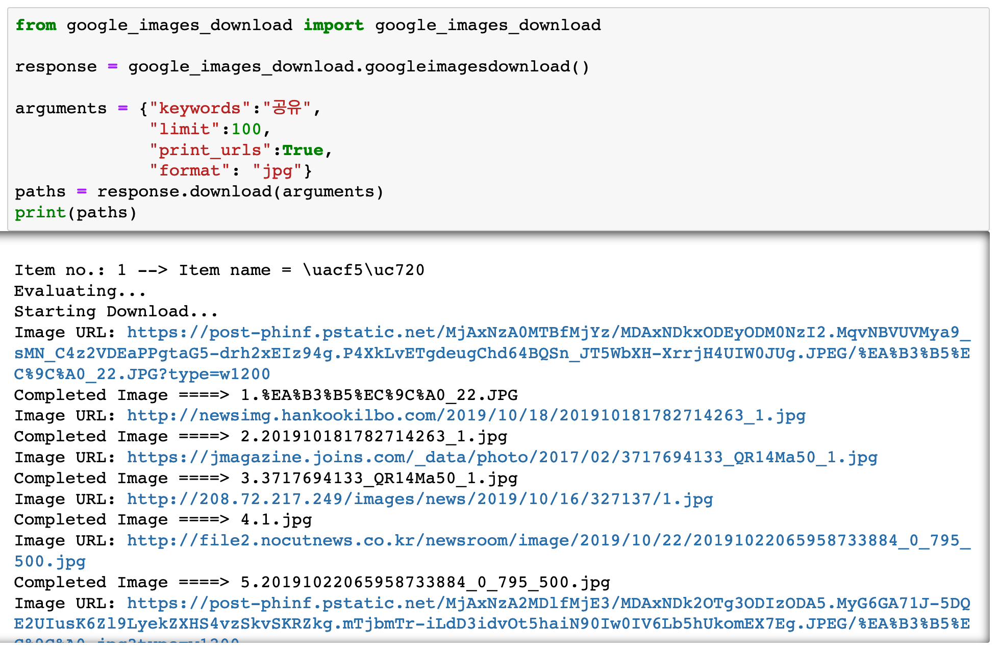 from google_images_download import google_images_download
response = google_images_download.googleimagesdownload()
arguments = {"keywords":"공유",
"limit":100,
"print_urls":True,
"format": "jpg"}
paths = response.download(arguments)
print(paths)
Item no.: 1 --> Item name = \uacf5\uc720
Evaluating...
Starting Download...
Image URL: https://post-phinf.pstatic.net/MjAxNzA0MTBfMjYz/MDAxNDkxODEyODM0NzI2.MqvNBVUVMya9_
sMN_C4z2VDEaPPgtaG5-drh2xEIz94g.P4XkLvETgdeugChd64BQSn_JT5WbXH-XrrjH4UIW0JUg.JPEG/%EA%B3%B5%E
C%9C%A0_22.JPG?type=w1200
Completed Image ====> 1.%EA%B3%B5%EC%9C%A0_22.JPG
Image URL: http://newsimg.hankookilbo.com/2019/10/18/201910181782714263_1.jpg
Completed Image ====> 2.201910181782714263_1.jpg
Image URL: https://jmagazine.joins.com/_data/photo/2017/02/3717694133_QR14Ma50_1.jpg
Completed Image ====> 3.3717694133_QR14Ma50_1.jpg
Image URL: http://208.72.217.249/images/news/2019/10/16/327137/1.jpg
Completed Image ====> 4.1.jpg
Image URL: http://file2.nocutnews.co.kr/newsroom/image/2019/10/22/20191022065958733884_0_795_
500.jpg
Completed Image ====> 5.20191022065958733884_0_795_500.jpg
Image URL: https://post-phinf.pstatic.net/MjAxNzA2MDlfMjE3/MDAxNDk2OTg3ODIzODA5.MyG6GA71J-5DQ
E2UIusK6Zl9LyekZXHS4vzSkvSKRZkg.mTjbmTr-iLdD3idvOt5haiN90Iw0IV6Lb5hUkomEX7Eg.JPEG/%EA%B3%B5%E
C%9C%A0.jpg?type=w1200